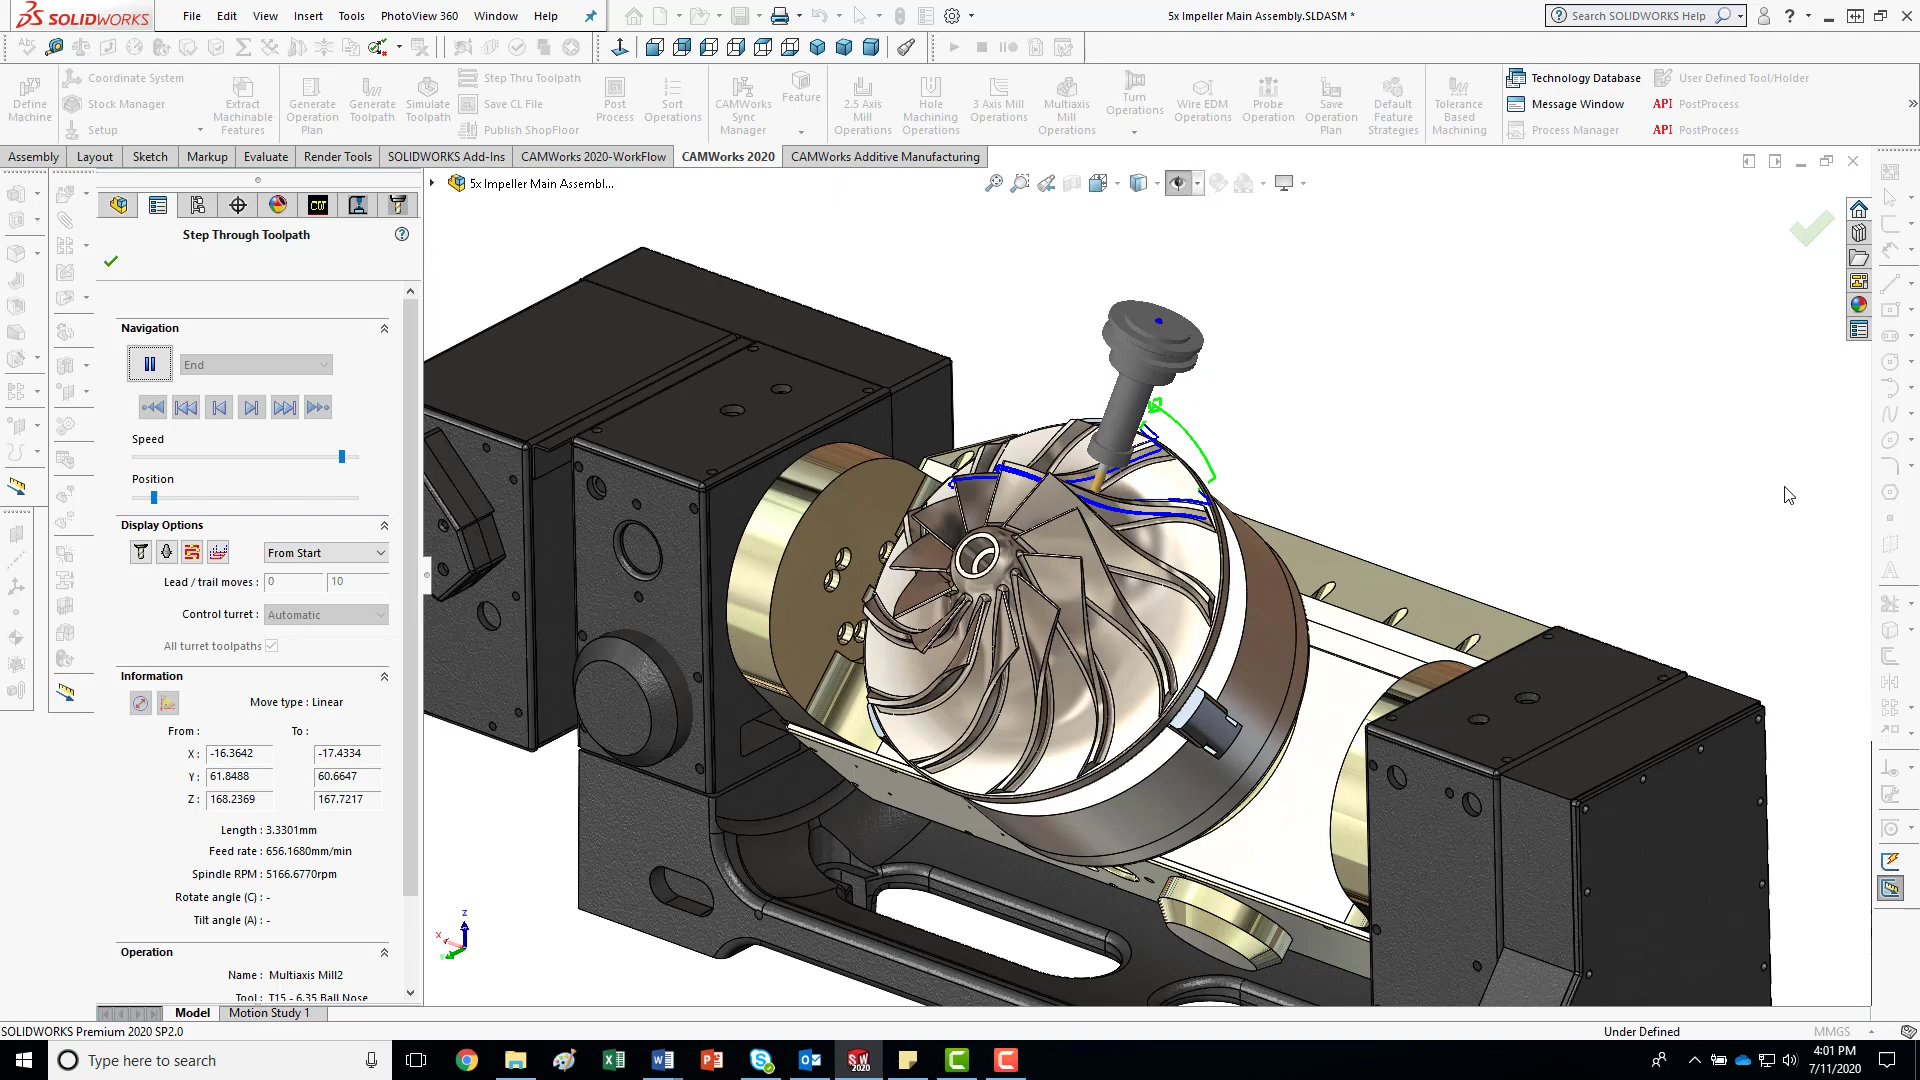 SOLIDWORKS File Edit View Insert Tools PhotoView 360 Window Help 5x Impeller Main Assembly.SLDASM * Search SOLIDWORKS Help
Define Machine
Coordinate System
Stock Manager
Setup
Extract Machinable Features
Generate Operation Plan
Generate Toolpath
Simulate Toolpath
Step Thru Toolpath
Save CL File
Publish ShopFloor
Post Process
Sort Operations
CAMWorks Sync Manager
Feature
2.5 Axis Mill Operations
Hole Machining Operations
3 Axis Mill Operations
Multiaxis Mill Operations
Turn Operations
Wire EDM Operations
Probe Operation
Save Operation Plan
Default Feature Strategies
Tolerance Based Machining
Technology Database
Message Window
Process Manager
User Defined Tool/Holder
API PostProcess
API PostProcess
Assembly Layout Sketch Markup Evaluate Render Tools SOLIDWORKS Add-Ins CAMWorks 2020-WorkFlow CAMWorks 2020 CAMWorks Additive Manufacturing
5x Impeller Main Assembl...
CW
Step Through Toolpath
Navigation
End
Speed
Position
Display Options
From Start
Lead / trail moves : 0 10
Control turret : Automatic
All turret toolpaths
Information
Move type : Linear
From : To :
X : -16.3642 -17.4334
Y : 61.8488 60.6647
Z : 168.2369 167.7217
Length : 3.3301mm
Feed rate : 656.1680mm/min
Spindle RPM : 5166.6770rpm
Rotate angle (C) : -
Tilt angle (A) : -
Operation
Name : Multiaxis Mill2
Tool : T15 - 6.35 Ball Nose
Z
X
Y
Model Motion Study 1
SOLIDWORKS Premium 2020 SP2.0 Under Defined MMGS
Type here to search
4:01 PM
7/11/2020